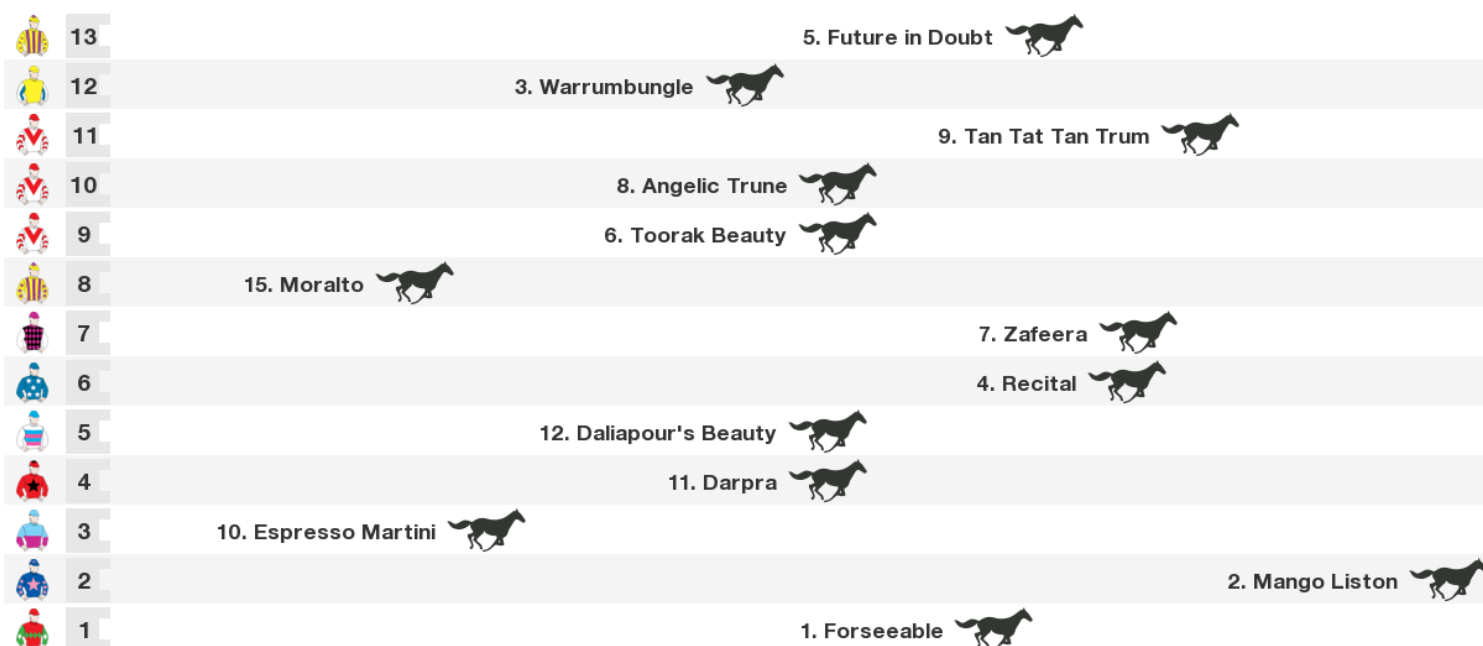 13 5. Future in Doubt
12 3. Warrumbungle
11 9. Tan Tat Tan Trum
10 8. Angelic Trune
9 6. Toorak Beauty
8 15. Moralto
7 7. Zafeera
6 4. Recital
5 12. Daliapour's Beauty
4 11. Darpra
3 10. Espresso Martini
2 2. Mango Liston
1 1. Forseeable